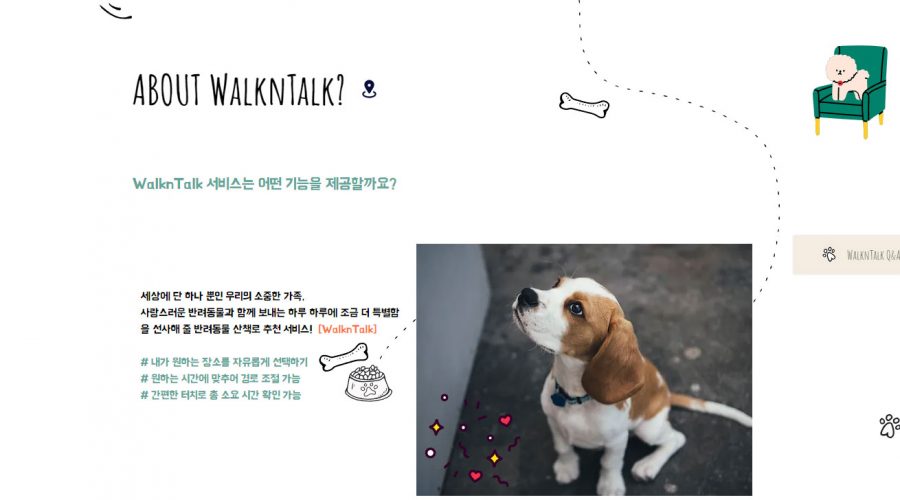 ABOUT WALKNTALK?
WalknTalk 서비스는 어떤 기능을 제공할까요?
WALKNTALK Q&A
세상에 단 하나 뿐인 우리의 소중한 가족,
사랑스러운 반려동물과 함께 보내는 하루 하루에 조금 더 특별함
을 선사해 줄 반려동물 산책로 추천 서비스! [WalknTalk]
# 내가 원하는 장소를 자유롭게 선택하기
# 원하는 시간에 맞추어 경로 조절 가능
# 간편한 터치로 총 소요 시간 확인 가능